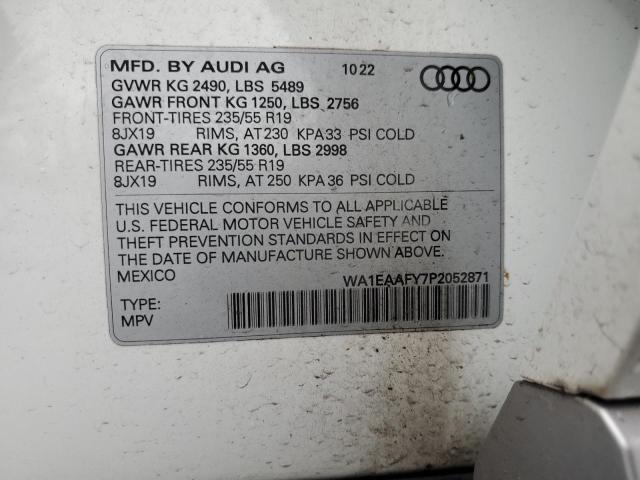 MFD. BY AUDI AG 10 22
GVWR KG 2490, LBS 5489
GAWR FRONT KG 1250, LBS 2756
FRONT-TIRES 235/55 R19
8JX19 RIMS, AT 230 KPA 33 PSI COLD
GAWR REAR KG 1360, LBS 2998
REAR-TIRES 235/55 R19
8JX19 RIMS, AT 250 KPA 36 PSI COLD
THIS VEHICLE CONFORMS TO ALL APPLICABLE
U.S. FEDERAL MOTOR VEHICLE SAFETY AND
THEFT PREVENTION STANDARDS IN EFFECT ON
THE DATE OF MANUFACTURE SHOWN ABOVE.
MEXICO WA1EAAFY7P2052871
TYPE:
MPV